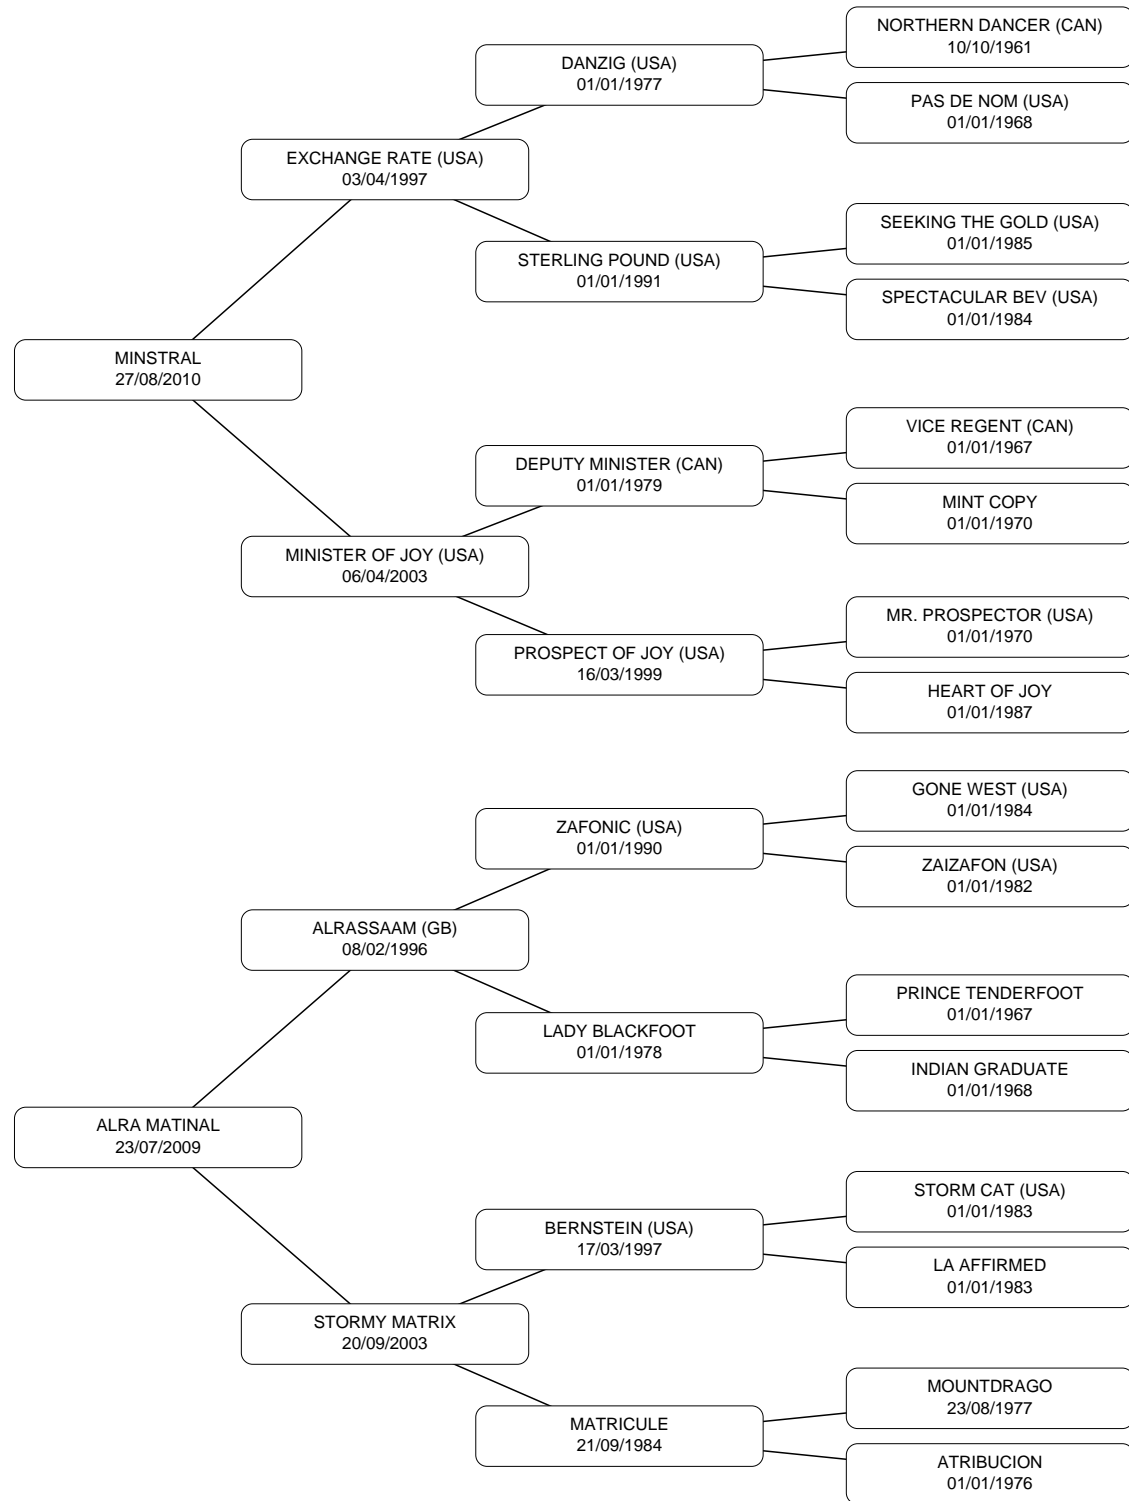 NORTHERN DANCER (CAN)
10/10/1961
DANZIG (USA)
01/01/1977
PAS DE NOM (USA)
01/01/1968
EXCHANGE RATE (USA)
03/04/1997
SEEKING THE GOLD (USA)
01/01/1985
STERLING POUND (USA)
01/01/1991
SPECTACULAR BEV (USA)
01/01/1984
MINSTRAL
27/08/2010
VICE REGENT (CAN)
01/01/1967
DEPUTY MINISTER (CAN)
01/01/1979
MINT COPY
01/01/1970
MINISTER OF JOY (USA)
06/04/2003
MR. PROSPECTOR (USA)
01/01/1970
PROSPECT OF JOY (USA)
16/03/1999
HEART OF JOY
01/01/1987
GONE WEST (USA)
01/01/1984
ZAFONIC (USA)
01/01/1990
ZAIZAFON (USA)
01/01/1982
ALRASSAAM (GB)
08/02/1996
PRINCE TENDERFOOT
01/01/1967
LADY BLACKFOOT
01/01/1978
INDIAN GRADUATE
01/01/1968
ALRA MATINAL
23/07/2009
STORM CAT (USA)
01/01/1983
BERNSTEIN (USA)
17/03/1997
LA AFFIRMED
01/01/1983
STORMY MATRIX
20/09/2003
MOUNTDRAGO
23/08/1977
MATRICULE
21/09/1984
ATRIBUCION
01/01/1976